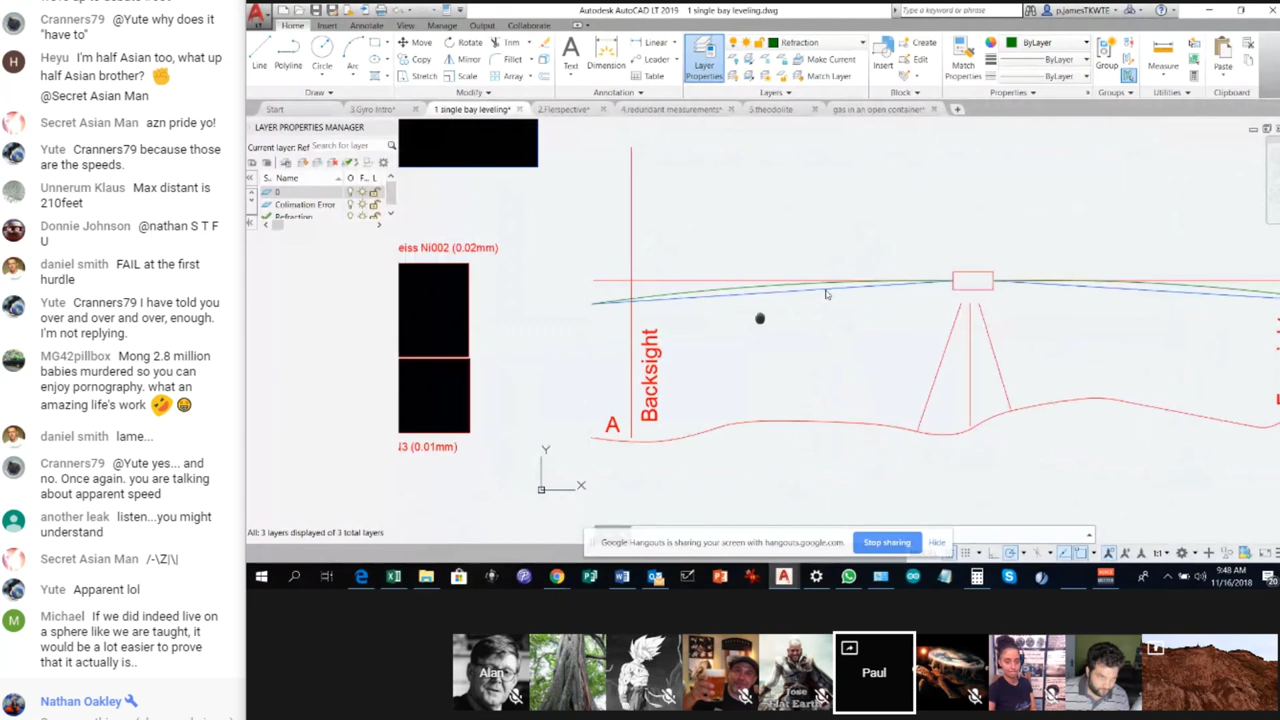 Cranners79 @Yute why does it
"have to"
Heyu i'm half Asian too, what up
half Asian brother? ✊
@Secret Asian Man
Secret Asian Man azn pride yo!
Yute Cranners79 because those
are the speeds.
Unnerum Klaus Max distant is
210feet
Donnie Johnson @nathan S T F
U
daniel smith FAIL at the first
hurdle
Yute Cranners79 I have told you
over and over and over, enough.
I'm not replying.
MG42pillbox Mong 2.8 million
babies murdered so you can
enjoy pornography. what an
amazing life's work 🤣 😁
daniel smith lame...
Cranners79 @Yute yes... and
no. Once again. you are talking
about apparent speed
another leak listen...you might
understand
Secret Asian Man /-\Z|\|
Yute Apparent lol
Michael If we did indeed live on
a sphere like we are taught, it
would be a lot easier to prove
that it actually is..
Nathan Oakley
Autodesk AutoCAD LT 2019 1 single bay leveling.dwg
Type a keyword or phrase
p.jamesTKWTE
Home Insert Annotate View Manage Output Collaborate
Line Polyline Circle Arc
Move Rotate Trim
Copy Mirror Fillet
Stretch Scale Array
Text Dimension
Linear
Leader
Table
Layer
Properties
Refraction
Make Current
Match Layer
Insert
Create
Edit
Match
Properties
ByLayer
ByLayer
ByLayer
Group
Measure
Paste
Draw Modify Annotation Layers Block Properties Groups Utilities Clipboard
Start 3.Gyro Intro* 1 single bay leveling* 2.Flerspective* 4.redundant measurements* 5.theodolite gas in an open container*
LAYER PROPERTIES MANAGER
Current layer: Ref Search for layer
S.. Name O F.. L
0
Colimation Error
Refraction
eiss Ni002 (0.02mm)
Backsight
A
Y
X
(0.01mm)
All: 3 layers displayed of 3 total layers
Google Hangouts is sharing your screen with hangouts.google.com.
Stop sharing
Hide
1:1
9:48 AM
11/16/2018
20
Alan
Paul